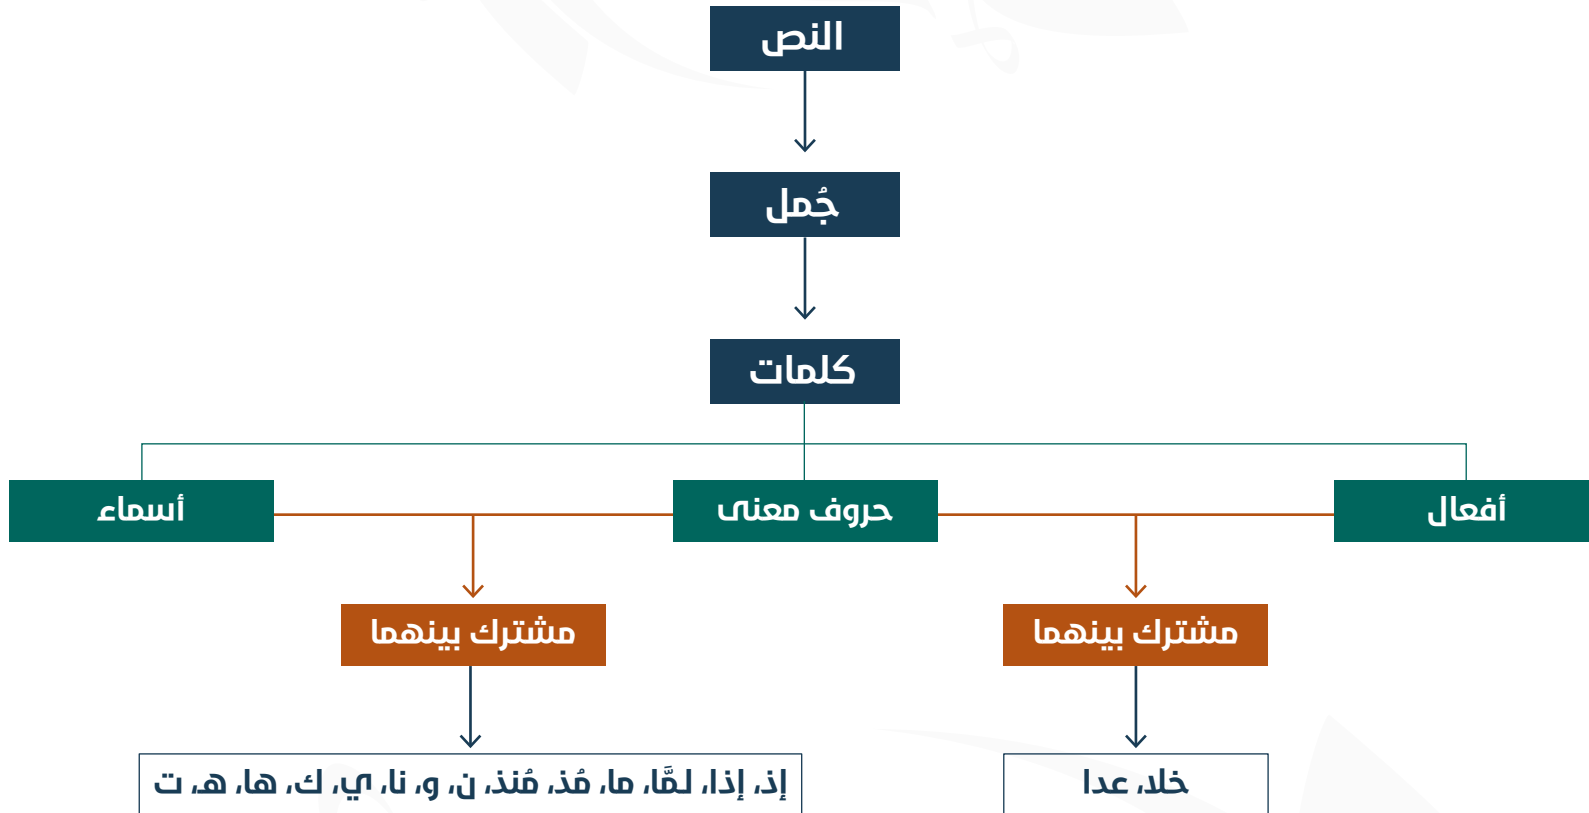 النص
جُمل
كلمات
أفعال
حروف معنى
أسماء
مشترك بينهما
مشترك بينهما
خلا، عدا
إذ، إذا، لمَّا، ما، مُذ، مُنذ، ن، و، نا، ي، ك، ها، هـ، ت